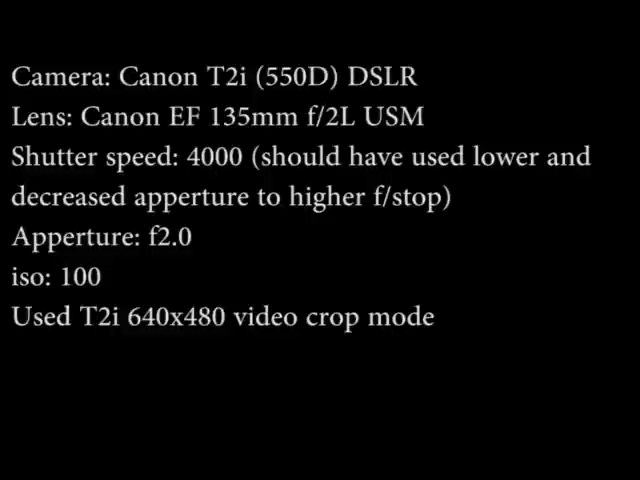 Camera: Canon T2i (550D) DSLR
Lens: Canon EF 135mm f/2L USM
Shutter speed: 4000 (should have used lower and
decreased apperture to higher f/stop)
Apperture: f2.0
iso: 100
Used T2i 640x480 video crop mode